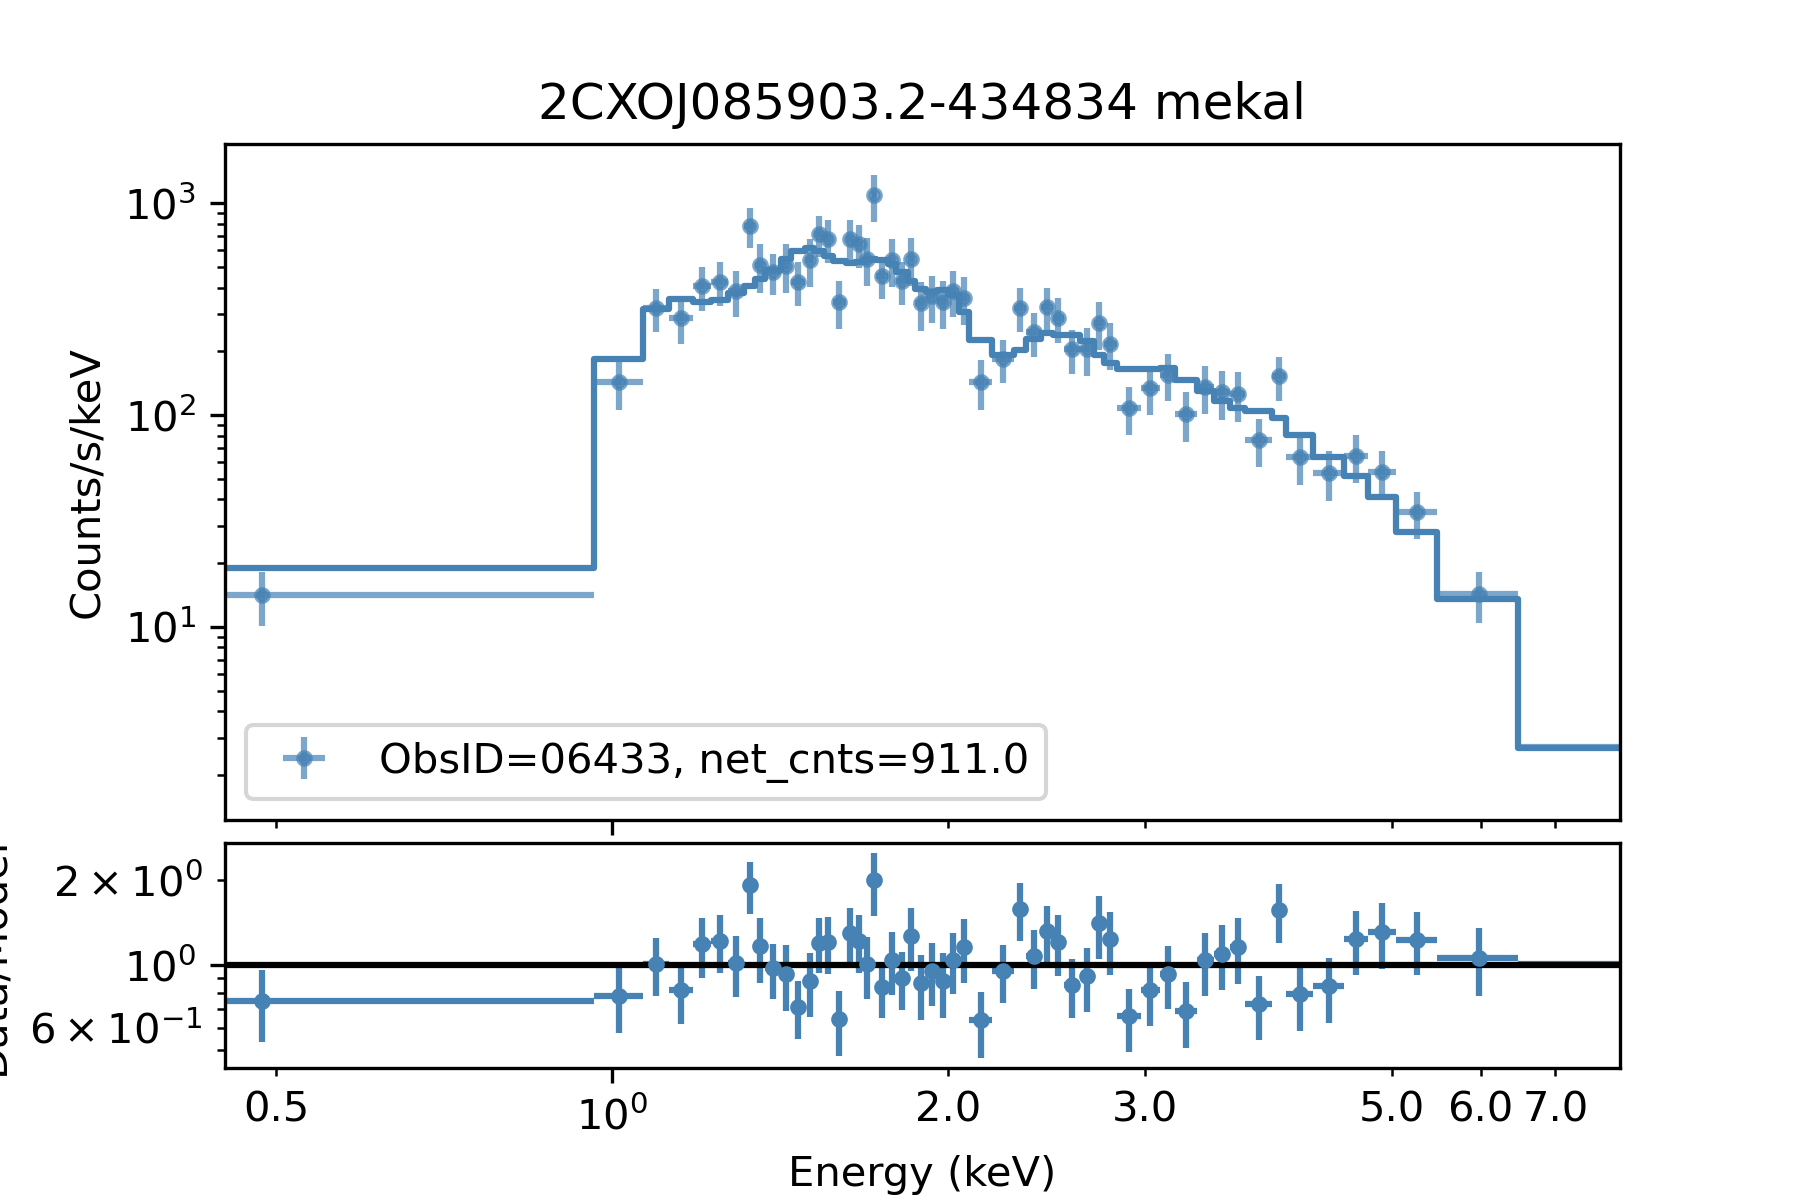 2CXOJ085903.2-434834 mekal
Counts/s/keV
10³
10²
10¹
ObsID=06433, net_cnts=911.0
Data/Model
2 × 10⁰
10⁰
6 × 10⁻¹
0.5 10⁰ 2.0 3.0 5.0 6.0 7.0
Energy (keV)